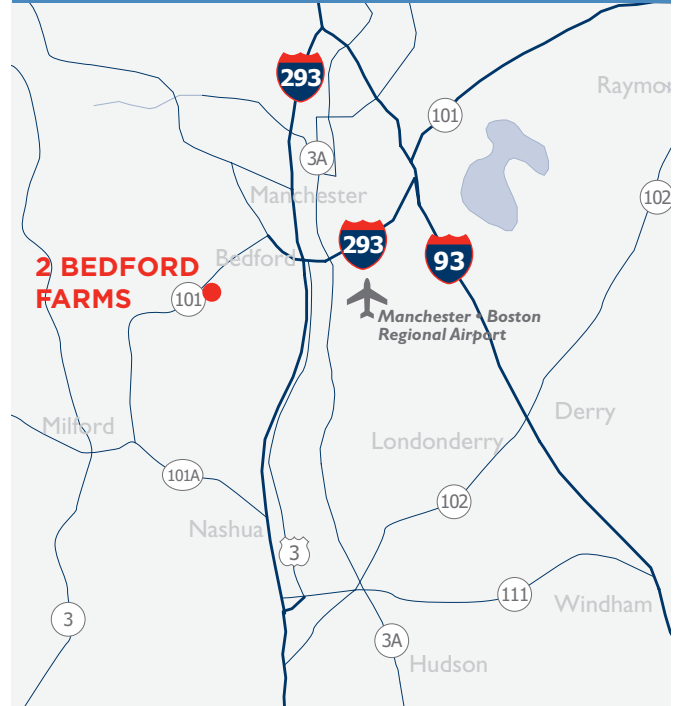 293
Raymon
101
3A
102
Manchester
293
Bedford
93
2 BEDFORD
FARMS
101
Manchester • Boston
Regional Airport
Derry
Milford
Londonderry
101A
102
Nashua
3
111
Windham
3
3A
Hudson